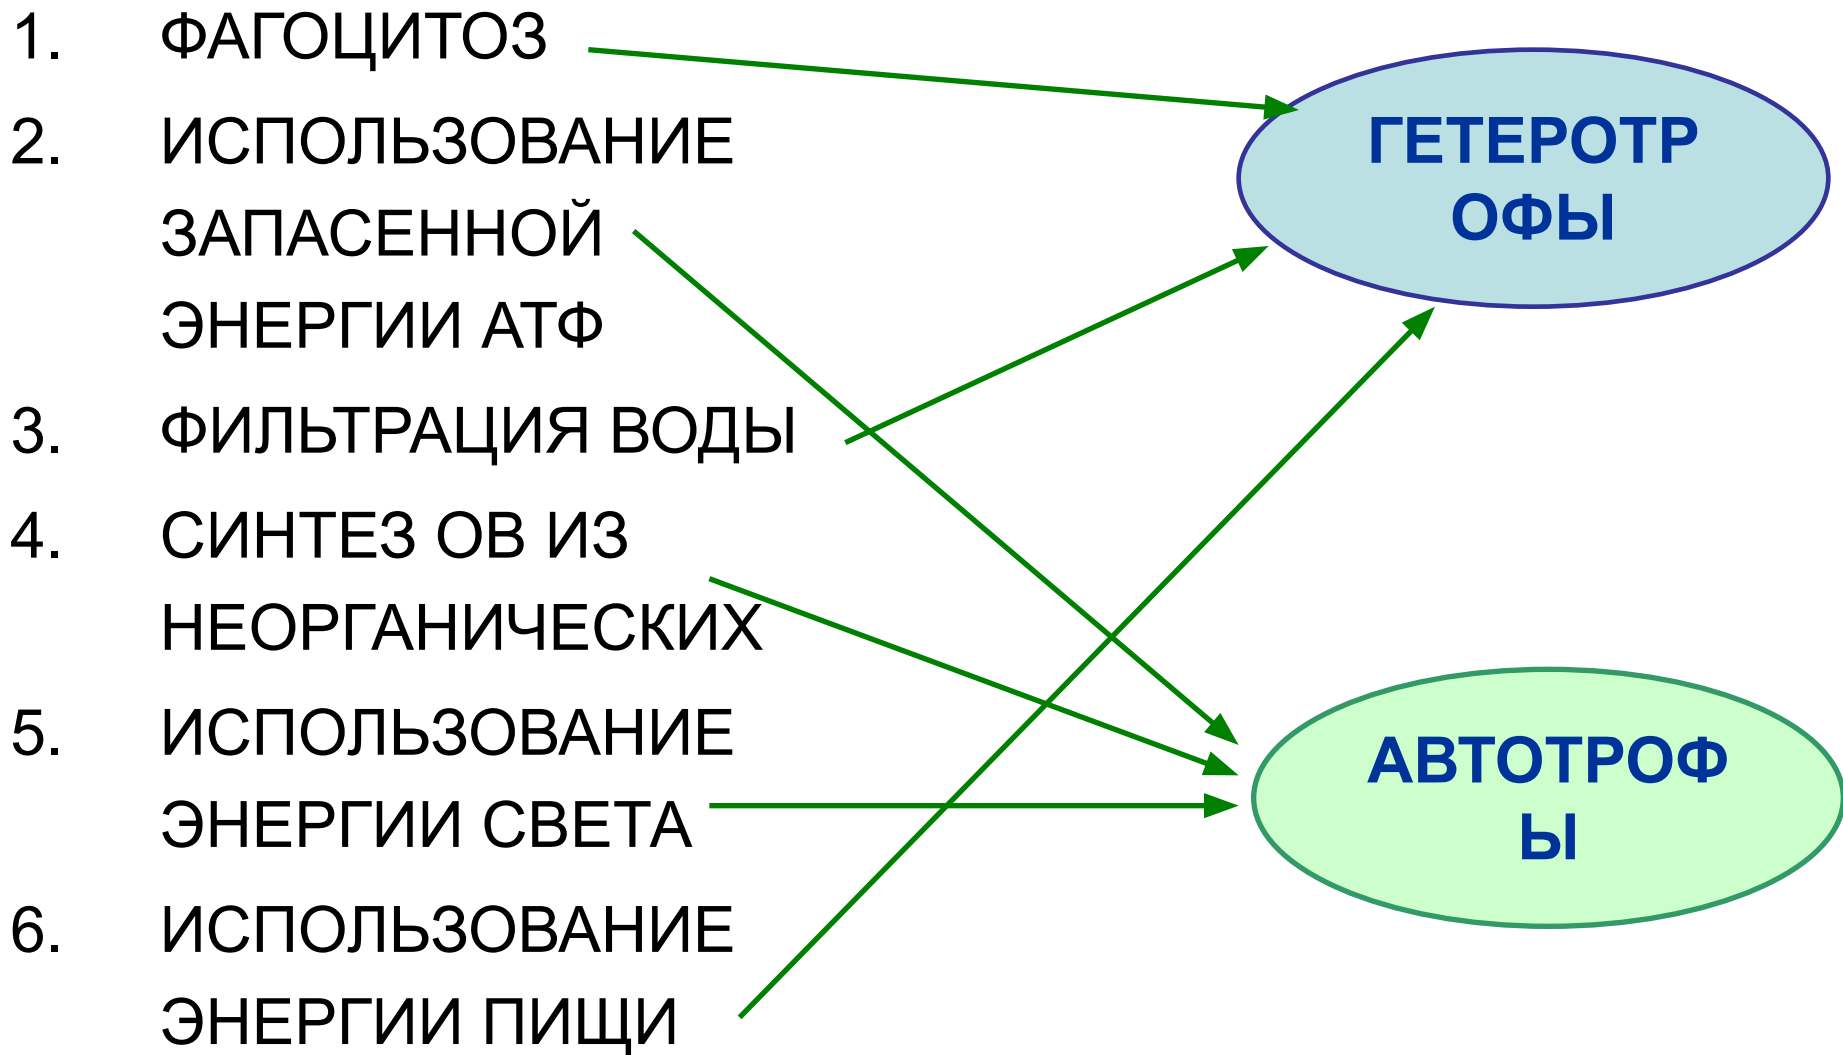 1. ФАГОЦИТОЗ
2. ИСПОЛЬЗОВАНИЕ
ЗАПАСЕННОЙ
ЭНЕРГИИ АТФ
3. ФИЛЬТРАЦИЯ ВОДЫ
4. СИНТЕЗ ОВ ИЗ
НЕОРГАНИЧЕСКИХ
5. ИСПОЛЬЗОВАНИЕ
ЭНЕРГИИ СВЕТА
6. ИСПОЛЬЗОВАНИЕ
ЭНЕРГИИ ПИЩИ
ГЕТЕРОТР
ОФЫ
АВТОТРОФ
Ы